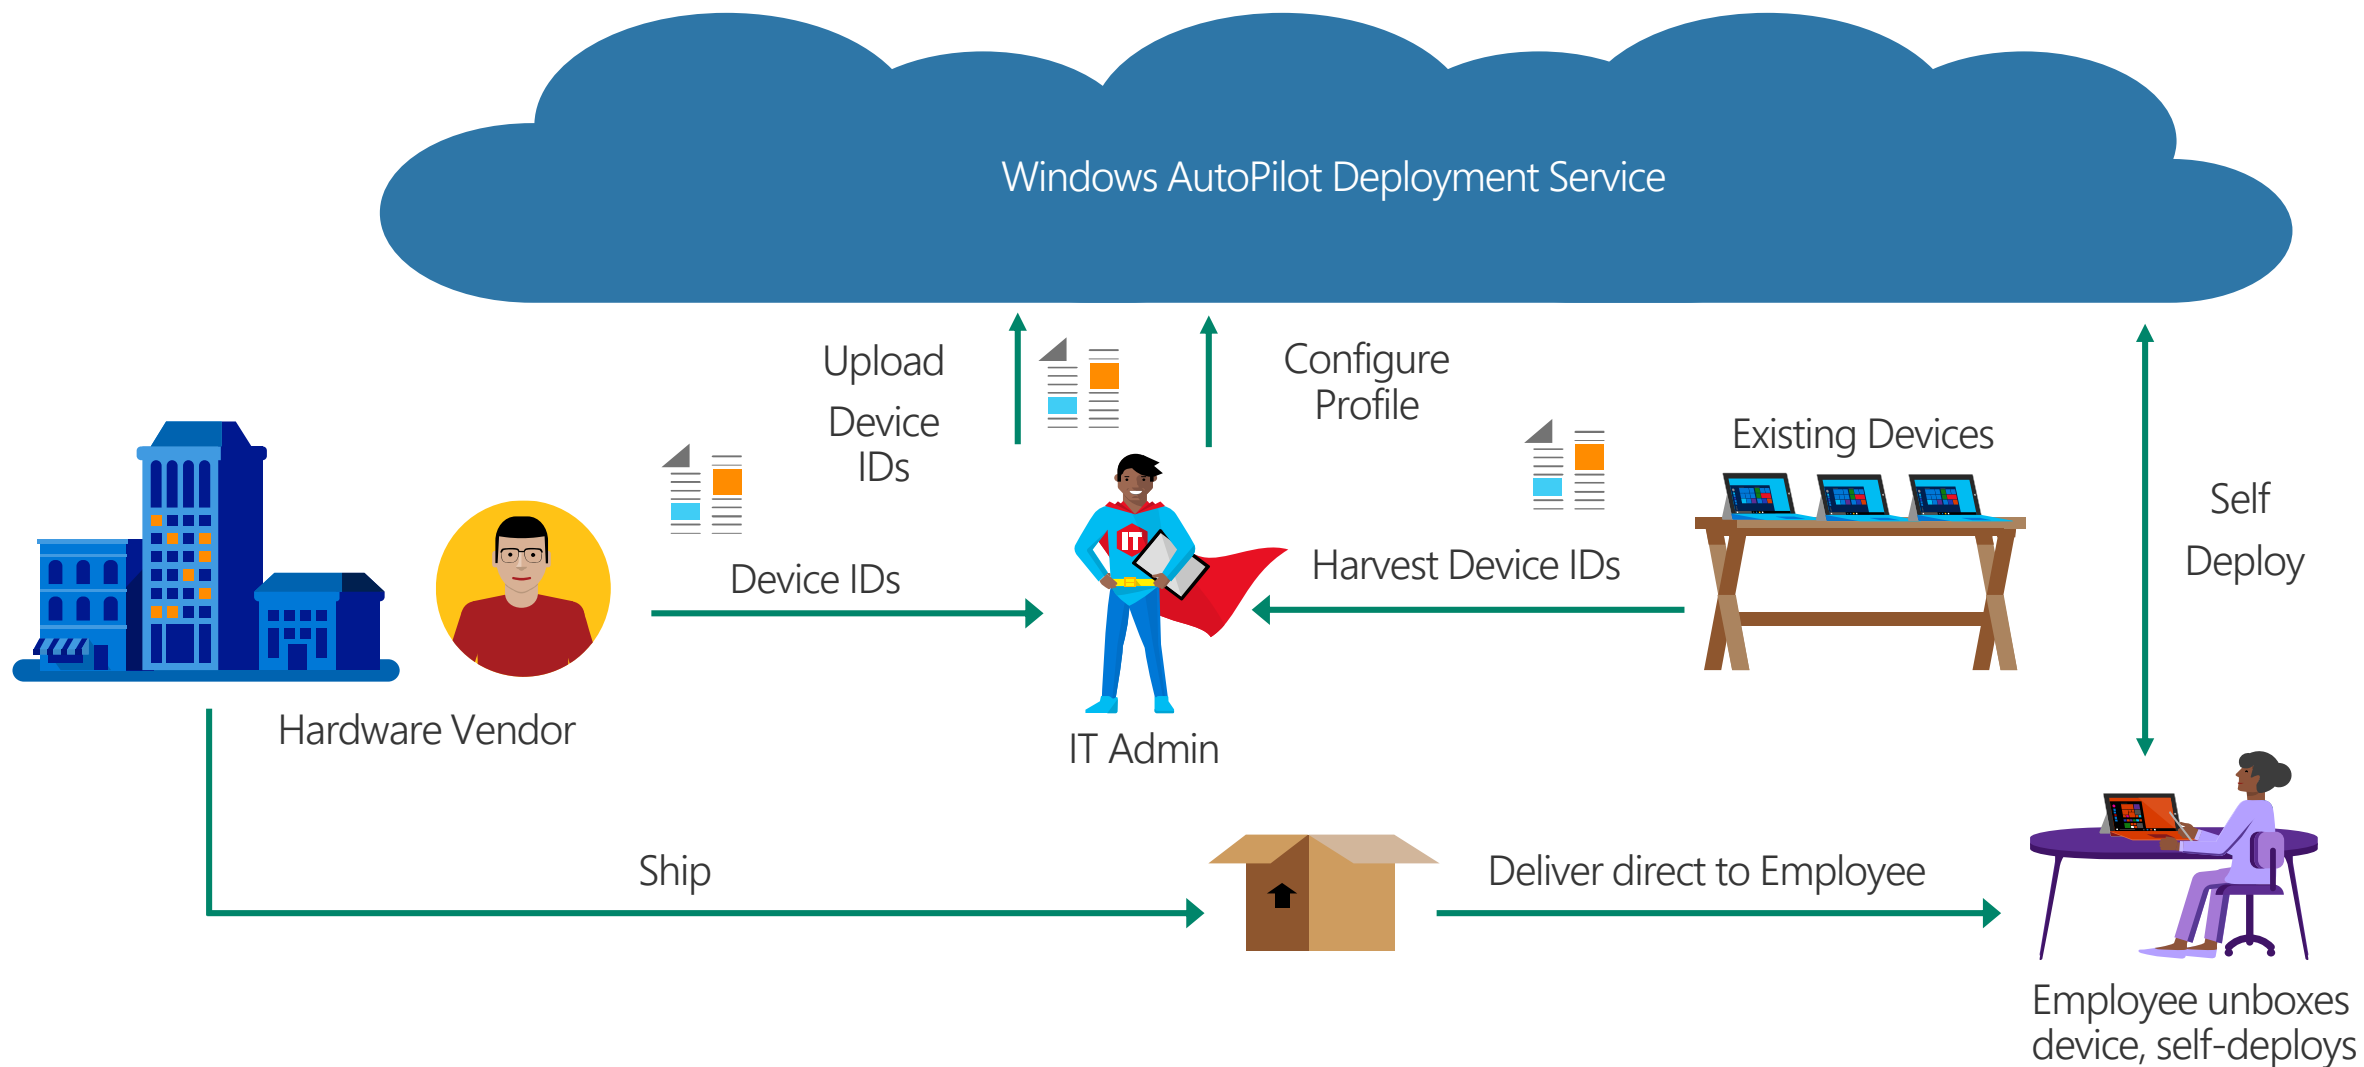 Windows AutoPilot Deployment Service
Upload
Device
IDs
Configure
Profile
Existing Devices
Self
Deploy
Device IDs
IT
Harvest Device IDs
Hardware Vendor
IT Admin
Ship
Deliver direct to Employee
Employee unboxes
device, self-deploys